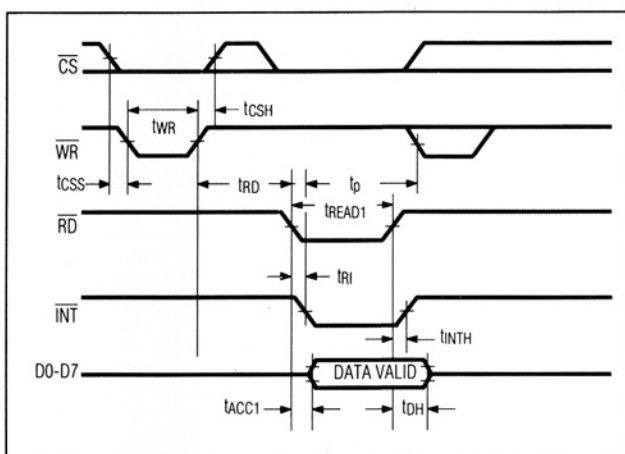 CS
tWR
tCSH
WR
tCSS
tRD
tp
tREAD1
RD
tRI
INT
tINTH
D0-D7
DATA VALID
tACC1
tDH